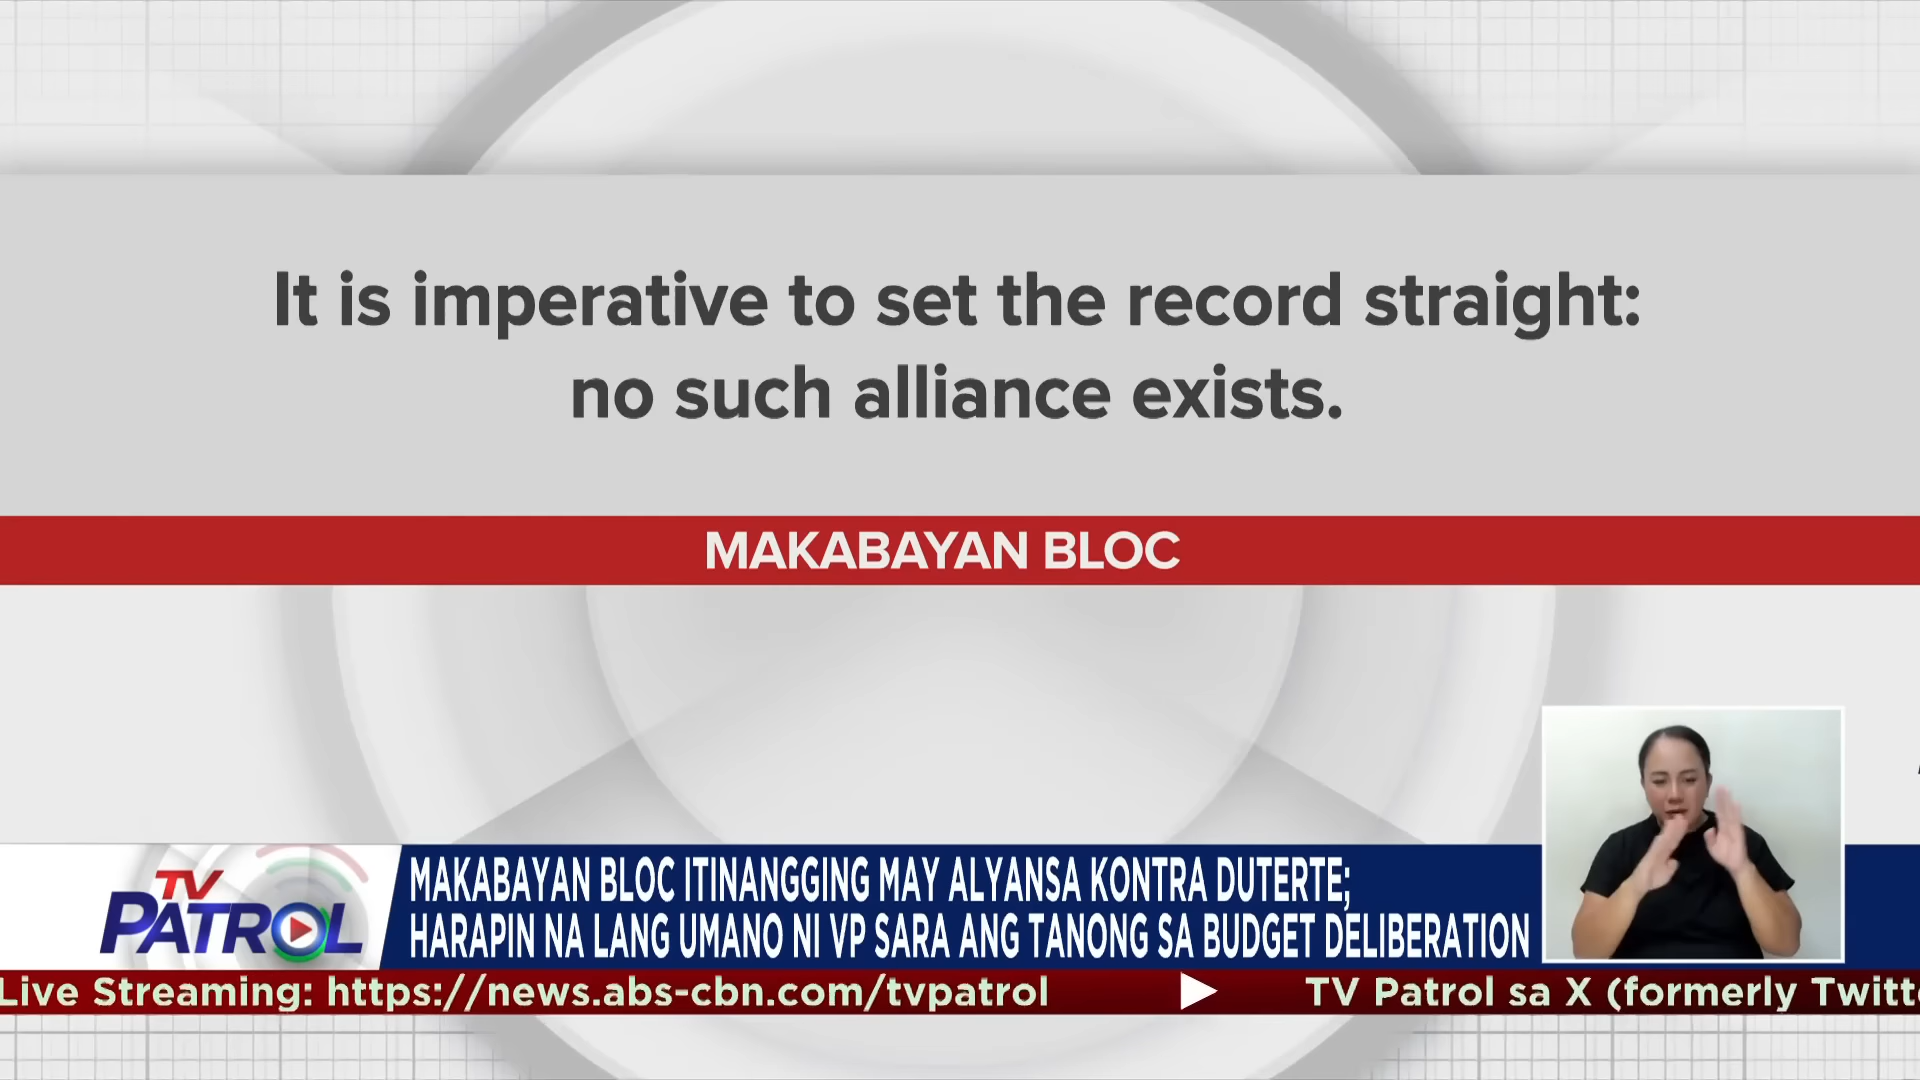 It is imperative to set the record straight:
no such alliance exists.
MAKABAYAN BLOC
TV
PATROL
MAKABAYAN BLOC ITINANGGING MAY ALYANSA KONTRA DUTERTE;
HARAPIN NA LANG UMANO NI VP SARA ANG TANONG SA BUDGET DELIBERATION
Live Streaming: https://news.abs-cbn.com/tvpatrol
TV Patrol sa X (formerly